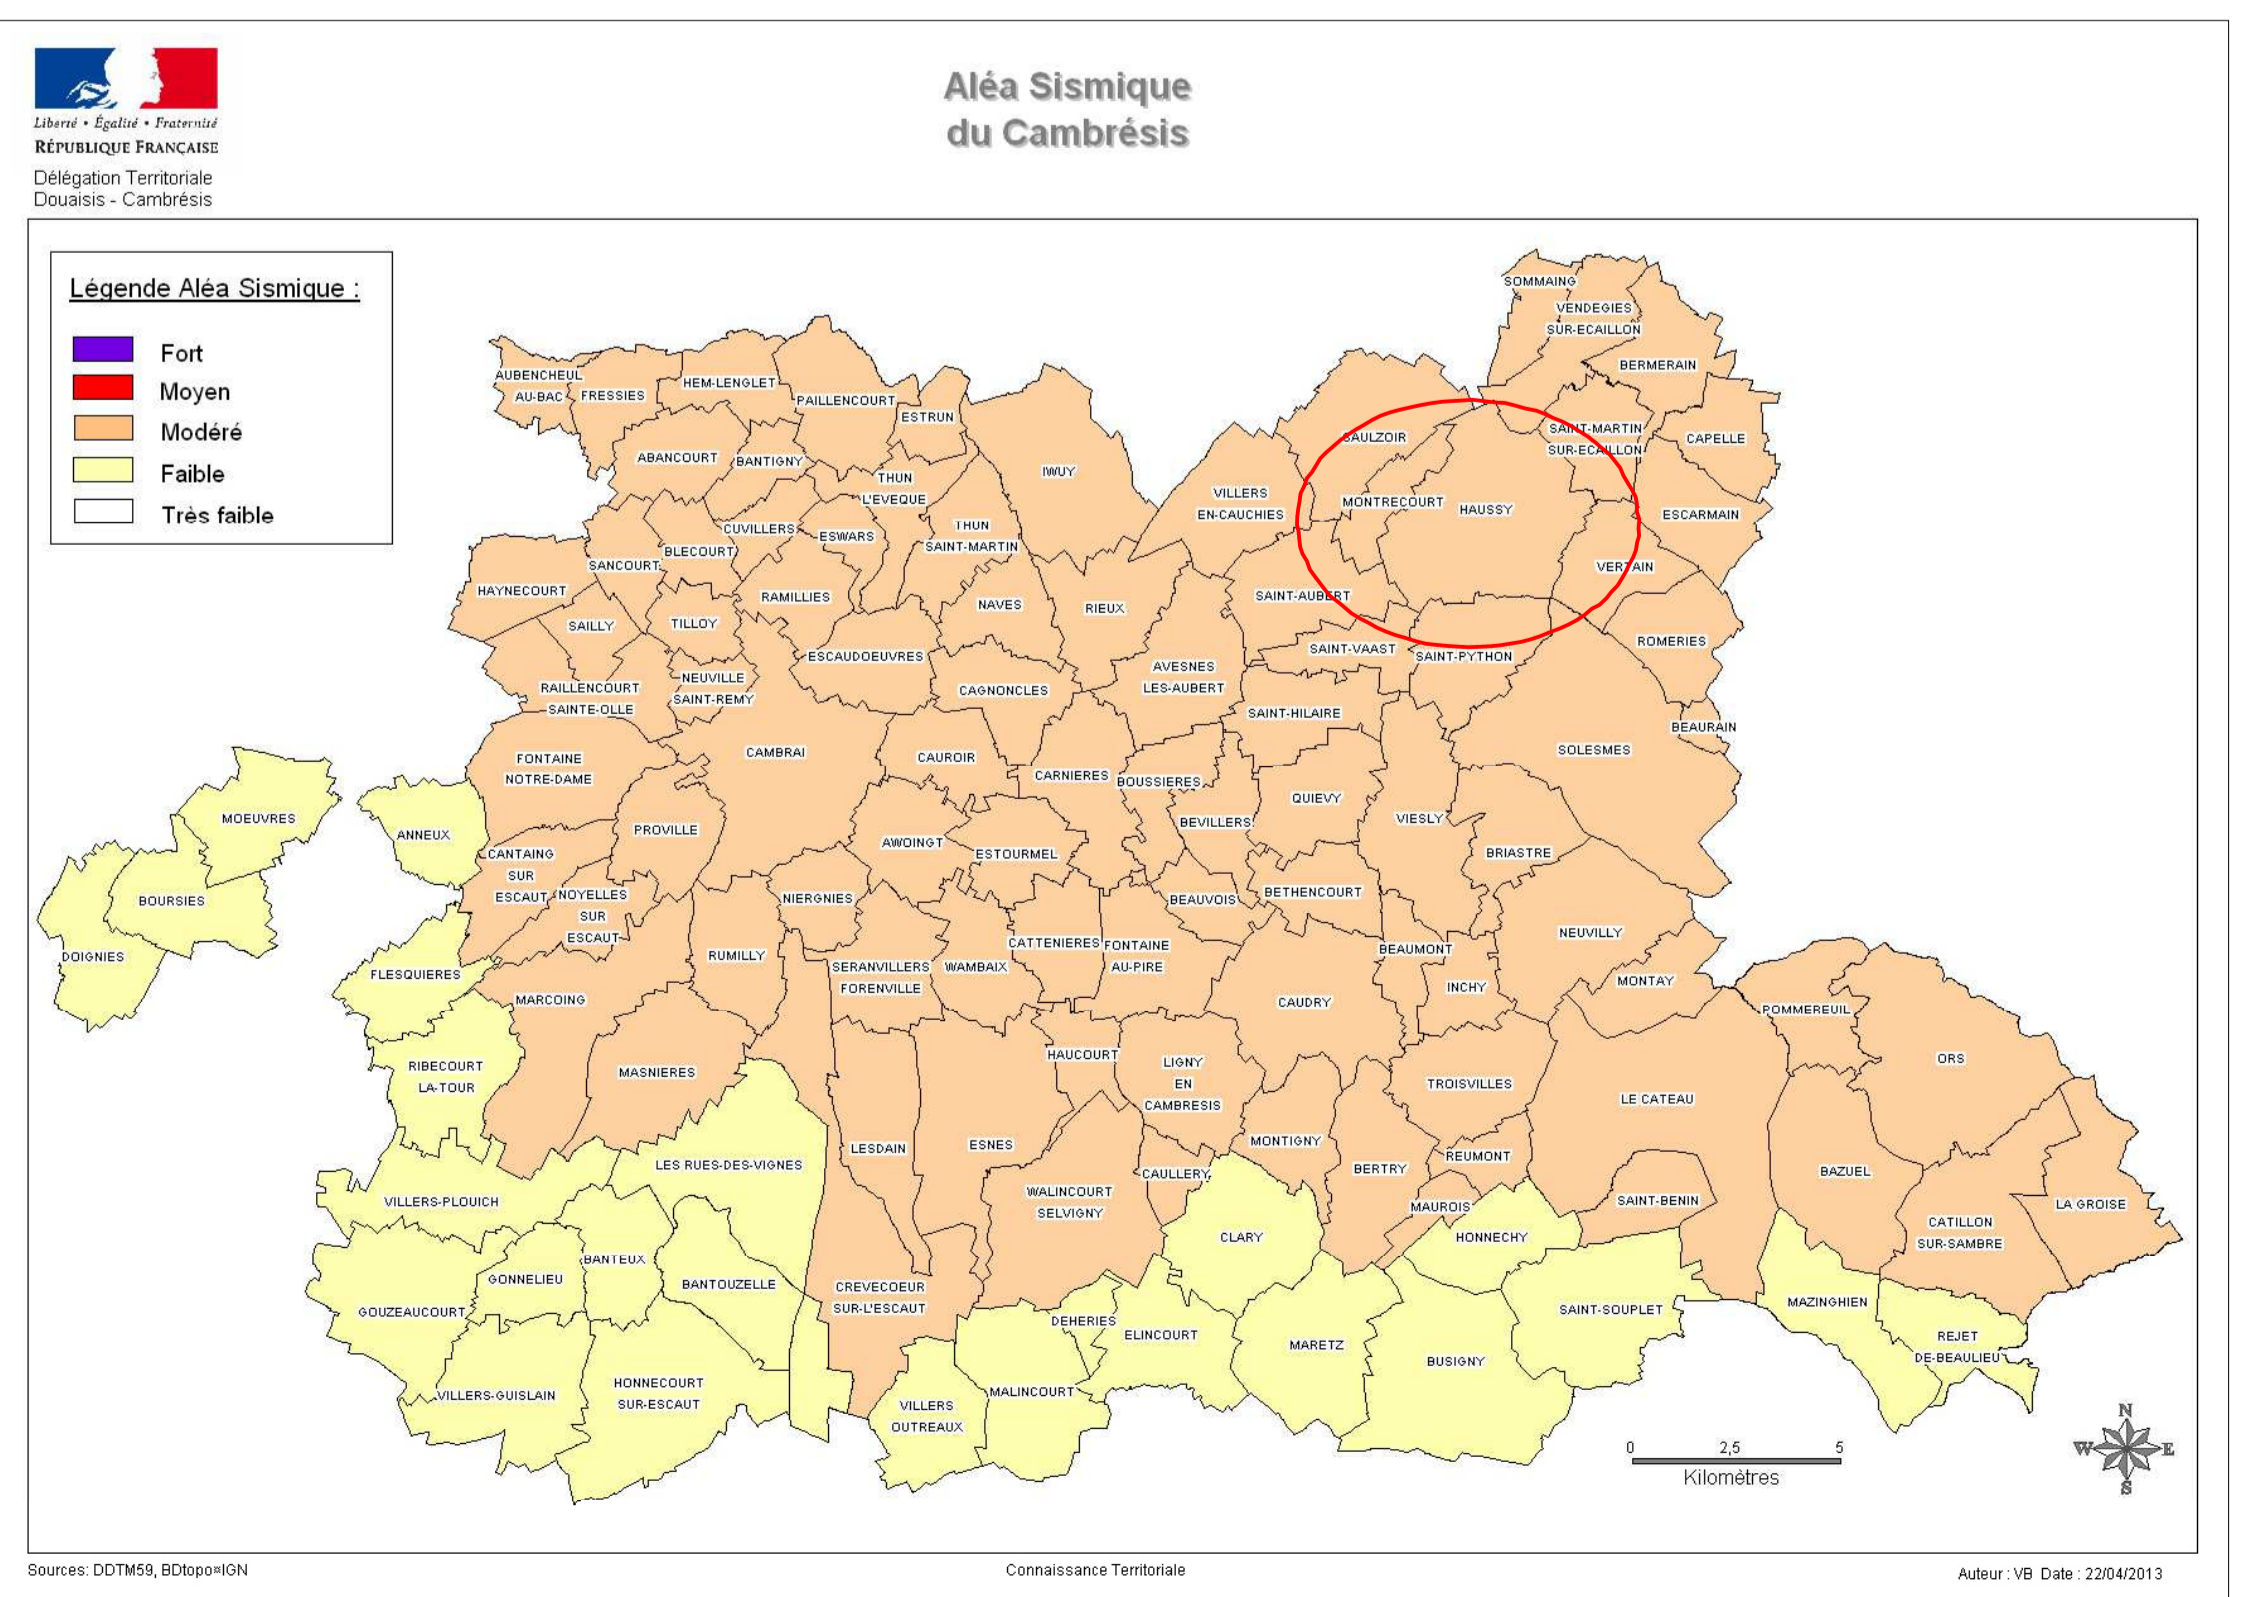 Liberté • Égalité • Fraternité
RÉPUBLIQUE FRANÇAISE
Délégation Territoriale
Douaisis - Cambrésis
Aléa Sismique
du Cambrésis
Légende Aléa Sismique :
Fort
Moyen
Modéré
Faible
Très faible
SOMMAING
VENDEGIES
SUR-ECAILLON
BERMERAIN
AUBENCHEUL
AU-BAC
FRESSIES
HEM-LENGLET
PAILLENCOURT
ESTRUN
ABANCOURT
BANTIGNY
THUN
L'EVEQUE
IWUY
SAULZOIR
SAINT-MARTIN
SUR-ECAILLON
CAPELLE
VILLERS
EN-CAUCHIES
MONTRECOURT
HAUSSY
ESCARMAIN
CUVILLERS
ESWARS
THUN
SAINT-MARTIN
BLECOURT
SANCOURT
HAYNECOURT
RAMILLIES
NAVES
RIEUX
SAINT-AUBERT
VERTAIN
SAILLY
TILLOY
ROMERIES
ESCAUDOEUVRES
SAINT-VAAST
SAINT-PYTHON
AVESNES
LES-AUBERT
NEUVILLE
SAINT-REMY
RAILLENCOURT
SAINTE-OLLE
CAGNONCLES
SAINT-HILAIRE
BEAURAIN
FONTAINE
NOTRE-DAME
CAMBRAI
CAUROIR
CARNIERES
BOUSSIERES
SOLESMES
QUIEVY
MOEUVRES
ANNEUX
PROVILLE
BEVILLERS
VIESLY
AWOINGT
ESTOURMEL
BRIASTRE
CANTAING
SUR
ESCAUT
NOYELLES
SUR
ESCAUT
BOURSIES
NIERGNIES
BEAUVOIS
BETHENCOURT
NEUVILLY
DOIGNIES
FLESQUIERES
RUMILLY
SERANVILLERS
FORENVILLE
WAMBAIX
CATTENIERES
FONTAINE
AU-PIRE
BEAUMONT
INCHY
MONTAY
MARCOING
CAUDRY
POMMEREUIL
RIBECOURT
LA-TOUR
MASNIERES
HAUCOURT
LIGNY
EN
CAMBRESIS
TROISVILLES
LE CATEAU
ORS
LESDAIN
ESNES
MONTIGNY
BERTRY
REUMONT
LES RUES-DES-VIGNES
CAULLERY
BAZUEL
VILLERS-PLOUICH
WALINCOURT
SELVIGNY
MAUROIS
SAINT-BENIN
LA GROISE
CLARY
HONNECHY
CATILLON
SUR-SAMBRE
BANTEUX
GONNELIEU
BANTOUZELLE
CREVECOEUR
SUR-L'ESCAUT
GOUZEAUCOURT
DEHERIES
ELINCOURT
SAINT-SOUPLET
MAZINGHIEN
MARETZ
BUSIGNY
REJET
DE-BEAULIEU
VILLERS-GUISLAIN
HONNECOURT
SUR-ESCAUT
VILLERS
OUTREAUX
MALINCOURT
0 2,5 5
Kilomètres
N
W E
S
Sources: DDTM59, BDtopo¤IGN
Connaissance Territoriale
Auteur : VB Date : 22/04/2013